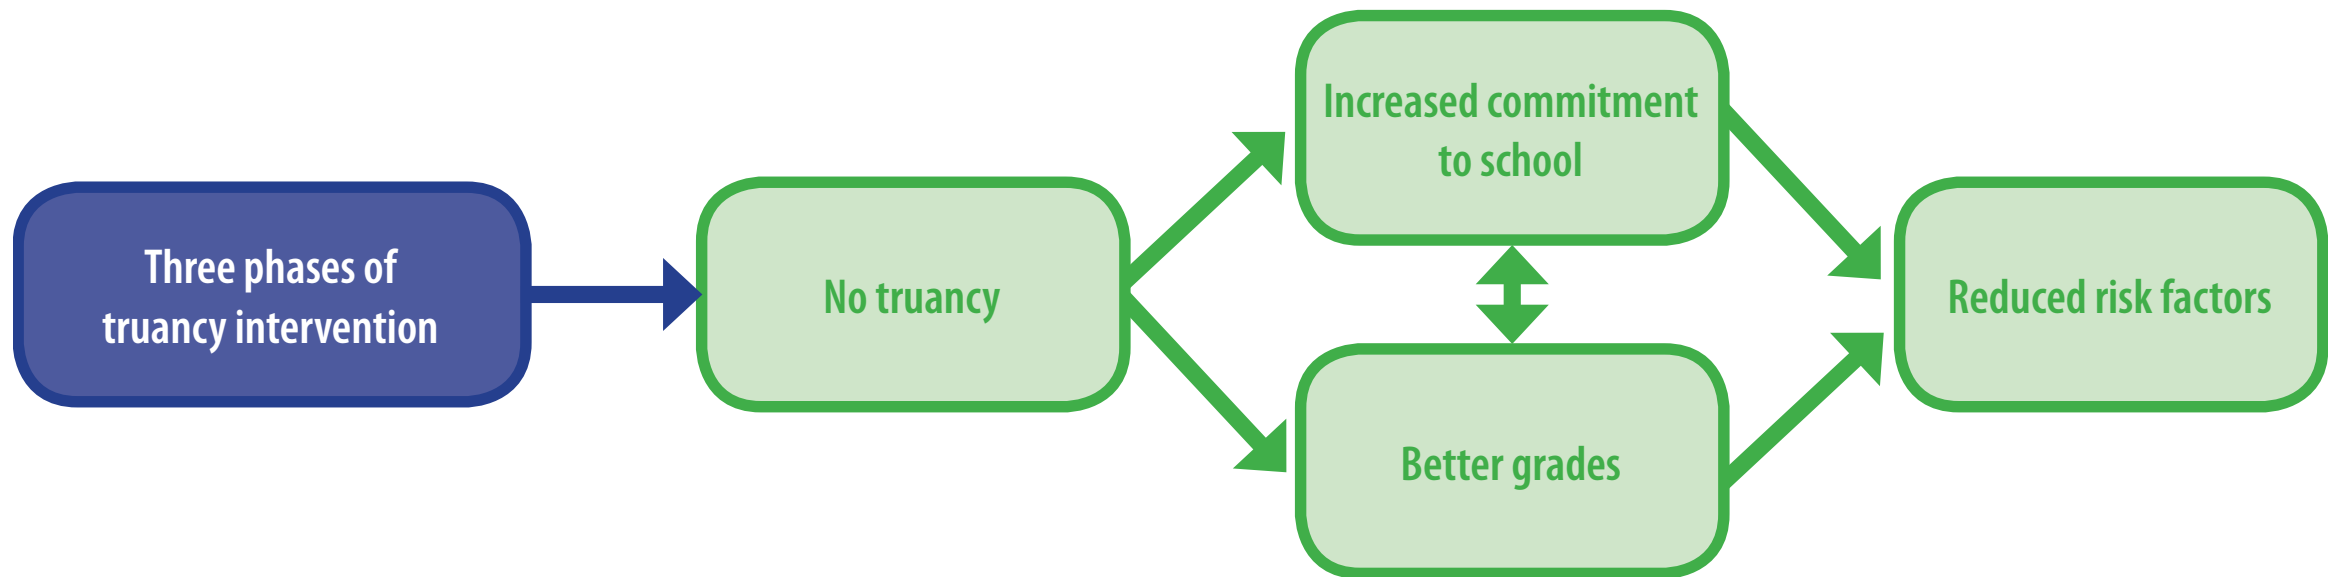 Three phases of
truancy intervention
No truancy
Increased commitment
to school
Better grades
Reduced risk factors